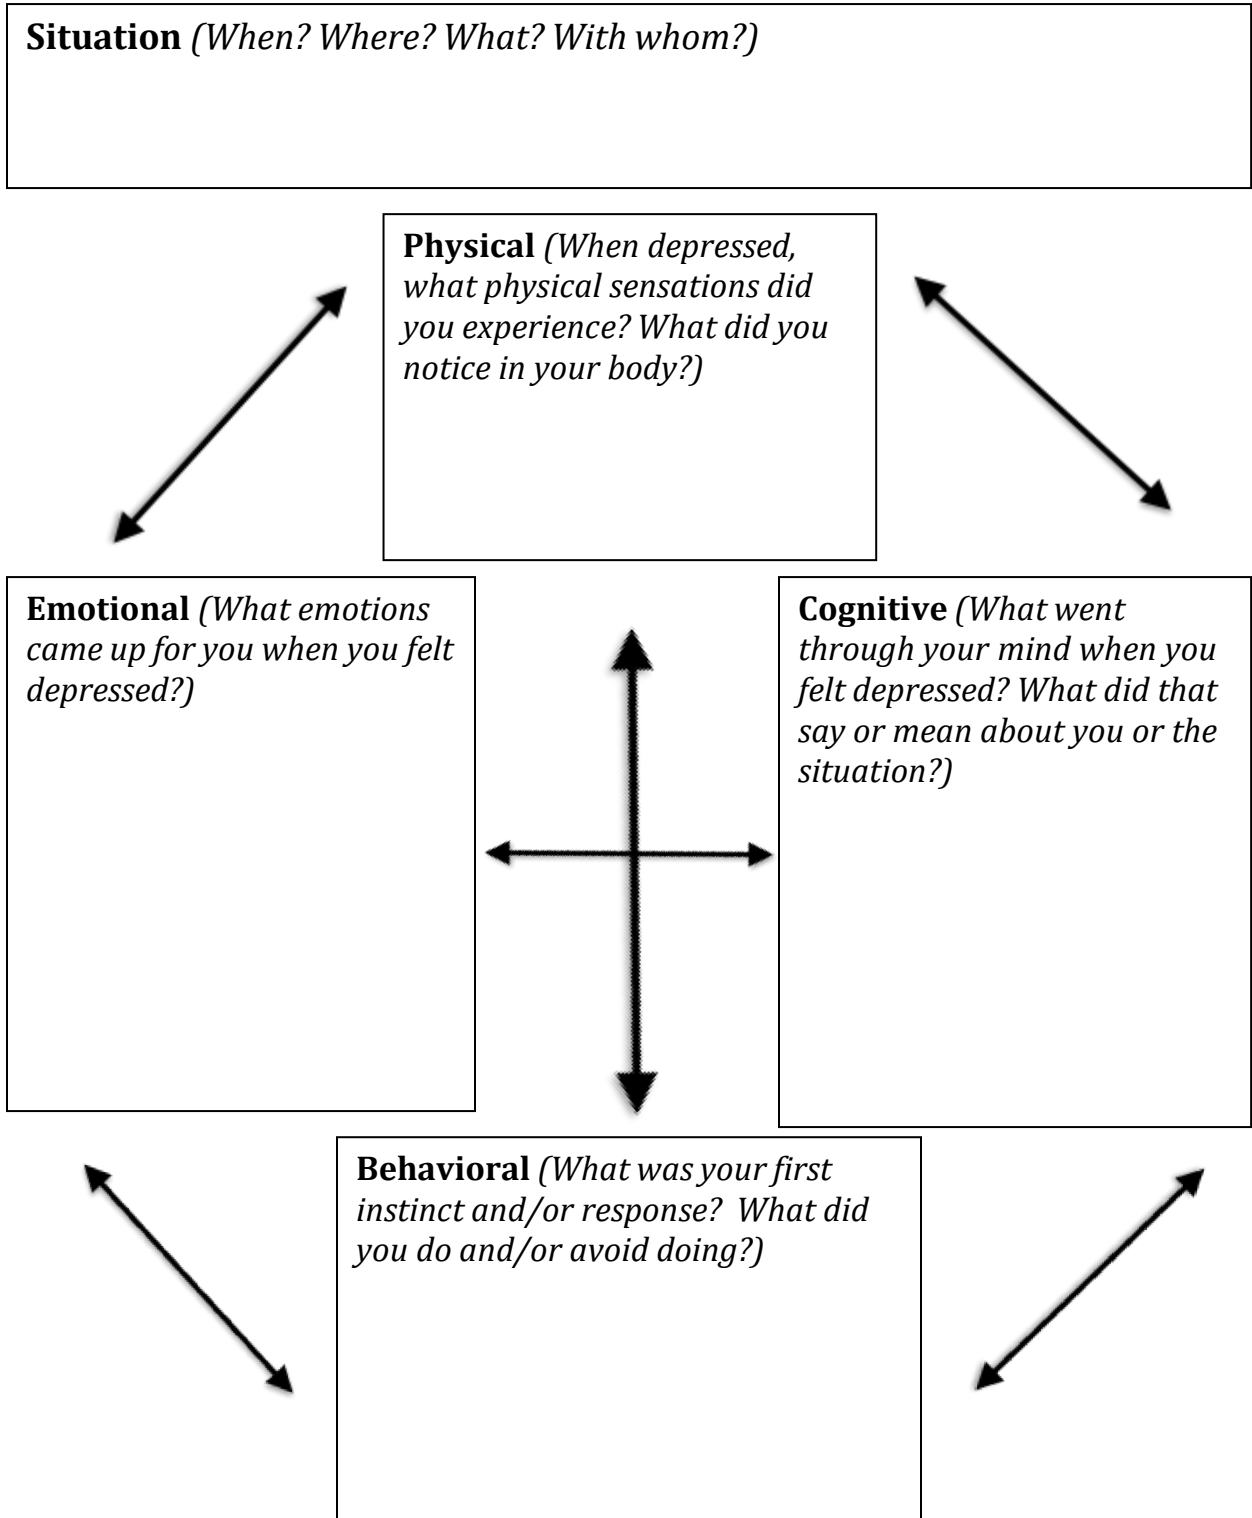 Situation (When? Where? What? With whom?)
Physical (When depressed,
what physical sensations did
you experience? What did you
notice in your body?)
Emotional (What emotions
came up for you when you felt
depressed?)
Cognitive (What went
through your mind when you
felt depressed? What did that
say or mean about you or the
situation?)
Behavioral (What was your first
instinct and/or response?  What did
you do and/or avoid doing?)